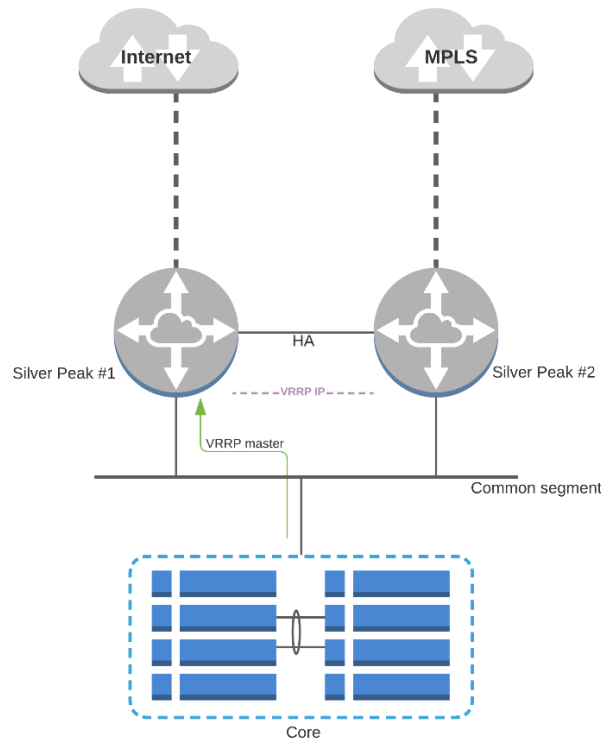 Internet
MPLS
HA
Silver Peak #1
Silver Peak #2
VRRP IP
VRRP master
Common segment
Core